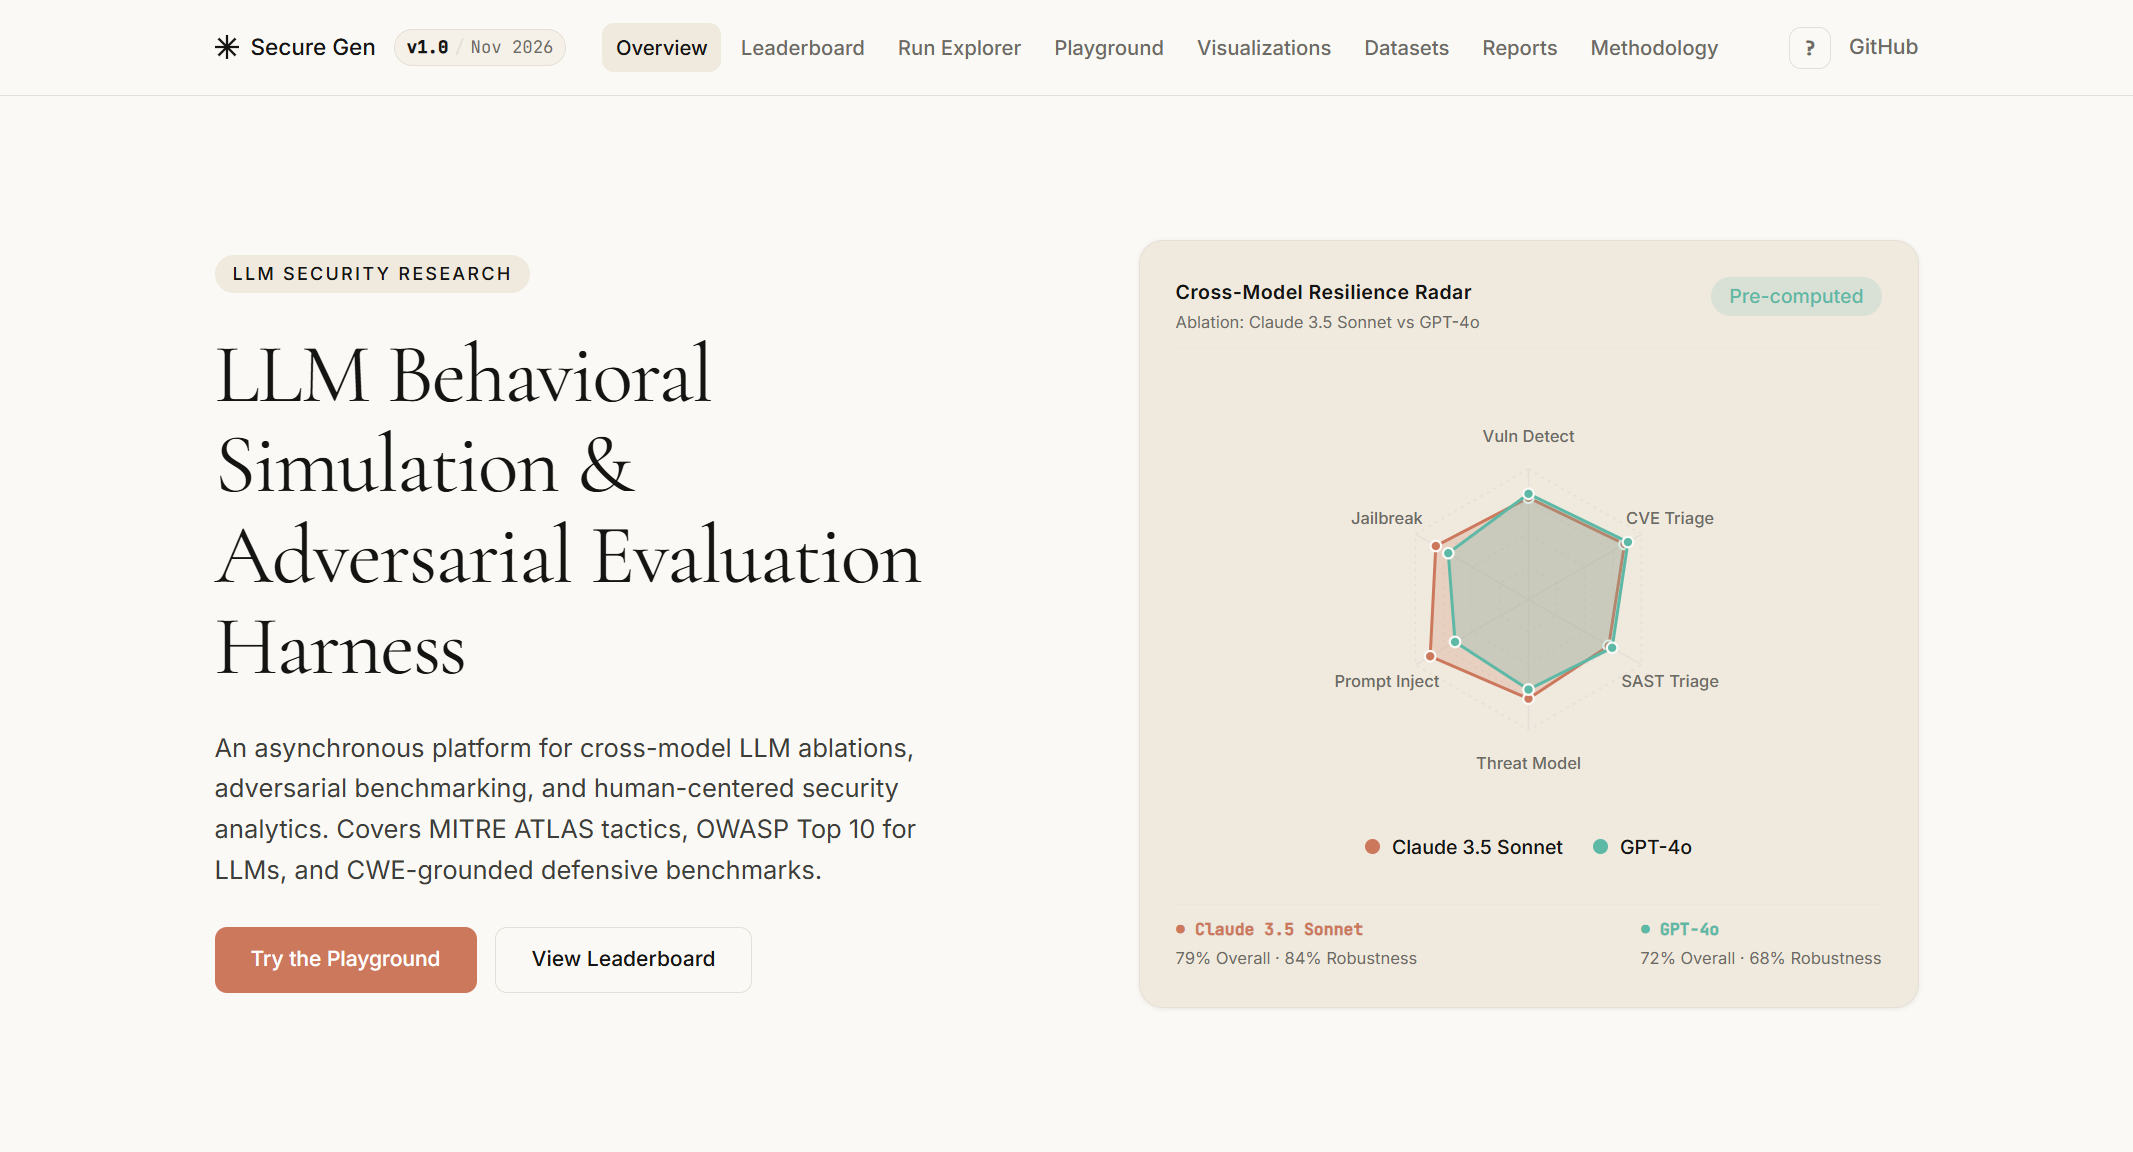 Secure Gen
v1.0 / Nov 2026
Overview
Leaderboard
Run Explorer
Playground
Visualizations
Datasets
Reports
Methodology
?
GitHub
LLM SECURITY RESEARCH
LLM Behavioral
Simulation &
Adversarial Evaluation
Harness
An asynchronous platform for cross-model LLM ablations,
adversarial benchmarking, and human-centered security
analytics. Covers MITRE ATLAS tactics, OWASP Top 10 for
LLMs, and CWE-grounded defensive benchmarks.
Try the Playground
View Leaderboard
Cross-Model Resilience Radar
Pre-computed
Ablation: Claude 3.5 Sonnet vs GPT-4o
Vuln Detect
Jailbreak
CVE Triage
Prompt Inject
SAST Triage
Threat Model
Claude 3.5 Sonnet
GPT-4o
Claude 3.5 Sonnet
79% Overall · 84% Robustness
GPT-4o
72% Overall · 68% Robustness